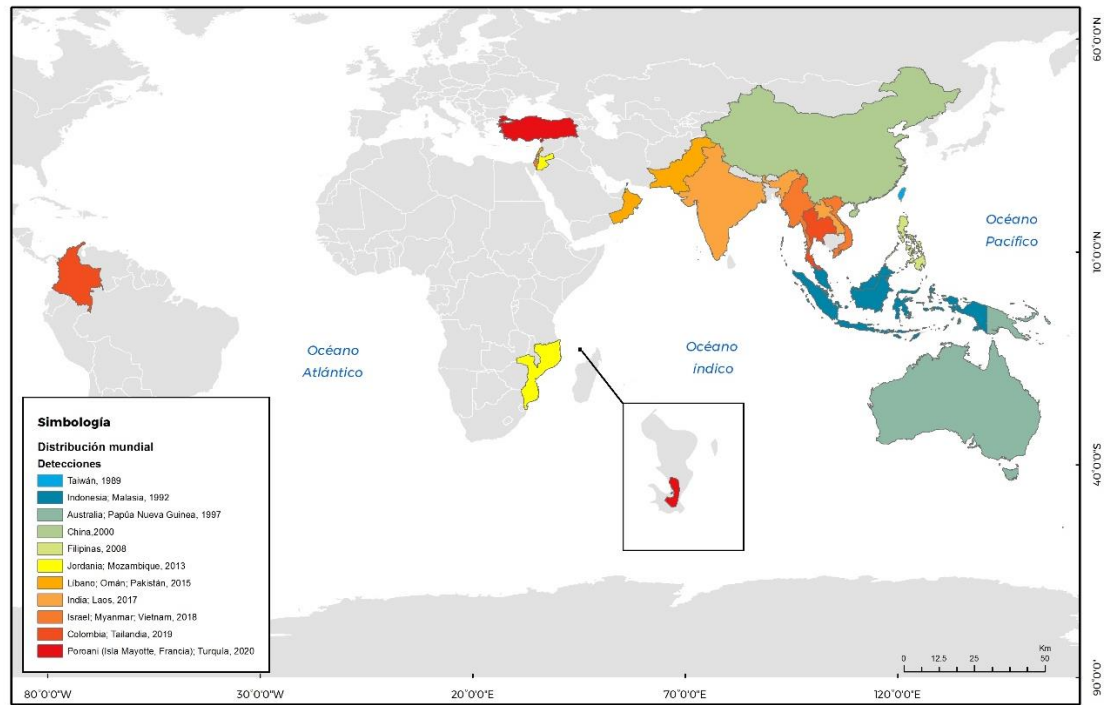 60°0'0"N
Océano
Pacífico
10°0'0"N
Océano
Atlántico
Océano
índico
Simbología
Distribución mundial
Detecciones
Taiwán, 1989
Indonesia; Malasia, 1992
Australia; Papúa Nueva Guinea, 1997
China,2000
Filipinas, 2008
Jordania; Mozambique, 2013
Líbano; Omán; Pakistán, 2015
India; Laos, 2017
Israel; Myanmar; Vietnam, 2018
Colombia; Tailandia, 2019
Poroani (Isla Mayotte, Francia); Turquía, 2020
40°0'0"S
Km
0 12.5 25 50
90°0'0"
80°0'0"W 30°0'0"W 20°0'0"E 70°0'0"E 120°0'0"E